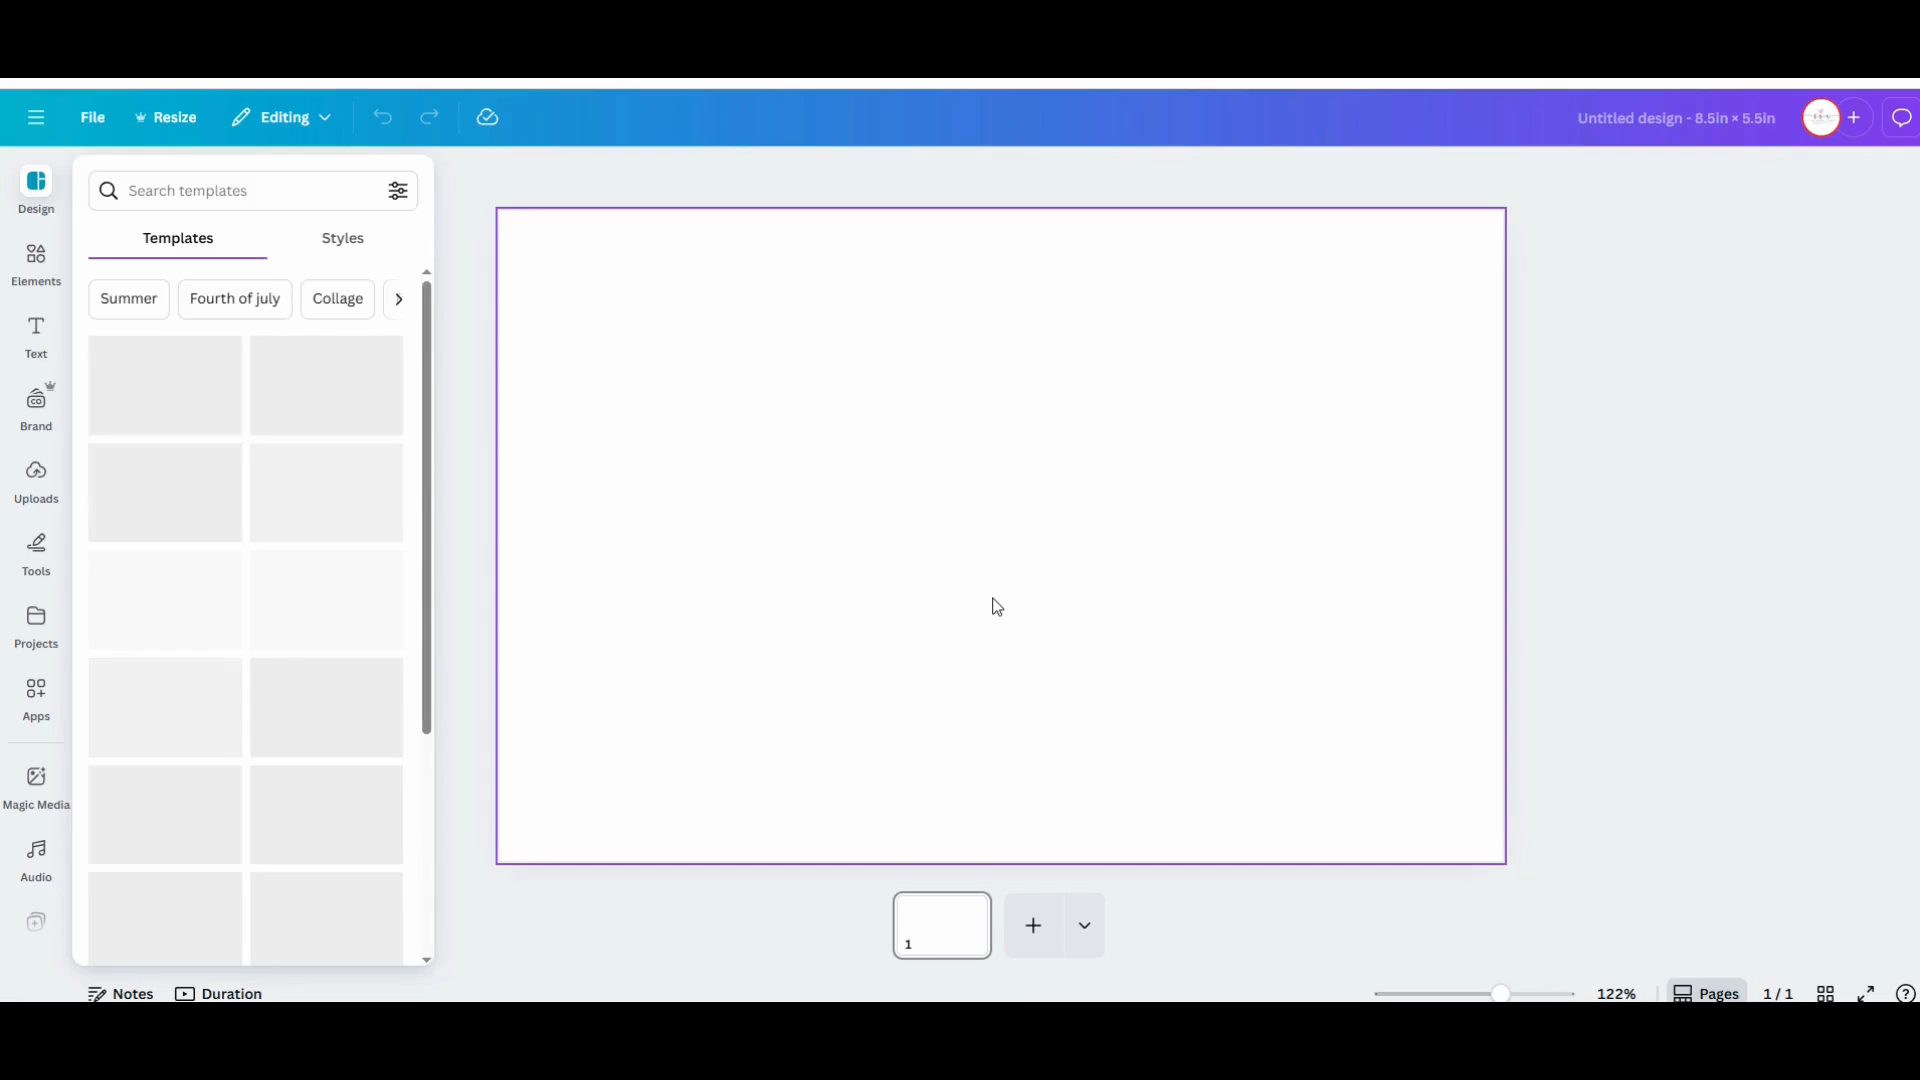 File
Resize
Editing
Untitled design - 8.5in × 5.5in
Design
Elements
Text
Brand
Uploads
Tools
Projects
Apps
Magic Media
Audio
Search templates
Templates
Styles
Summer
Fourth of july
Collage
1
Notes
Duration
122%
Pages
1 / 1